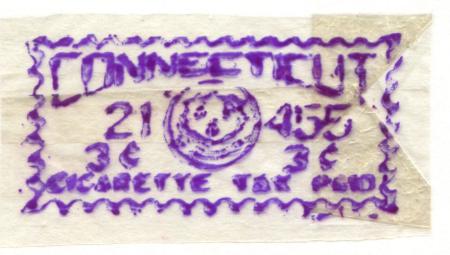 CONNECTICUT
21 455
3¢ 3¢
CIGARETTE TAX PAID